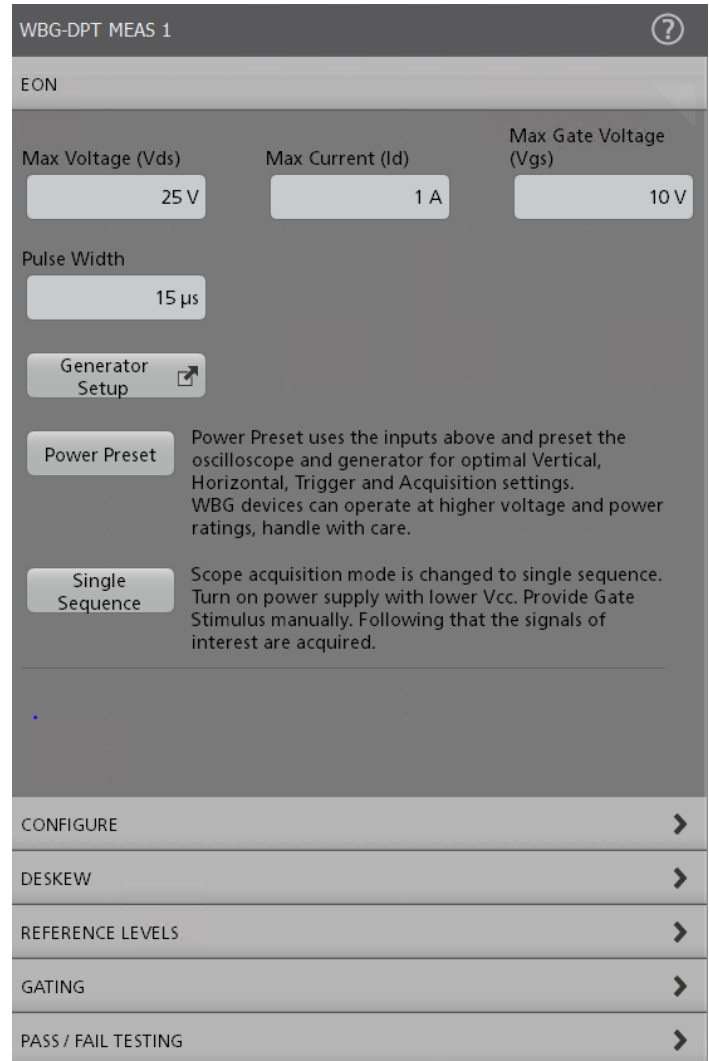 WBG-DPT MEAS 1
?
EON
Max Voltage (Vds)
Max Current (Id)
Max Gate Voltage
(Vgs)
25 V
1 A
10 V
Pulse Width
15 µs
Generator
Setup
Power Preset
Power Preset uses the inputs above and preset the
oscilloscope and generator for optimal Vertical,
Horizontal, Trigger and Acquisition settings.
WBG devices can operate at higher voltage and power
ratings, handle with care.
Single
Sequence
Scope acquisition mode is changed to single sequence.
Turn on power supply with lower Vcc. Provide Gate
Stimulus manually. Following that the signals of
interest are acquired.
CONFIGURE
DESKEW
REFERENCE LEVELS
GATING
PASS / FAIL TESTING